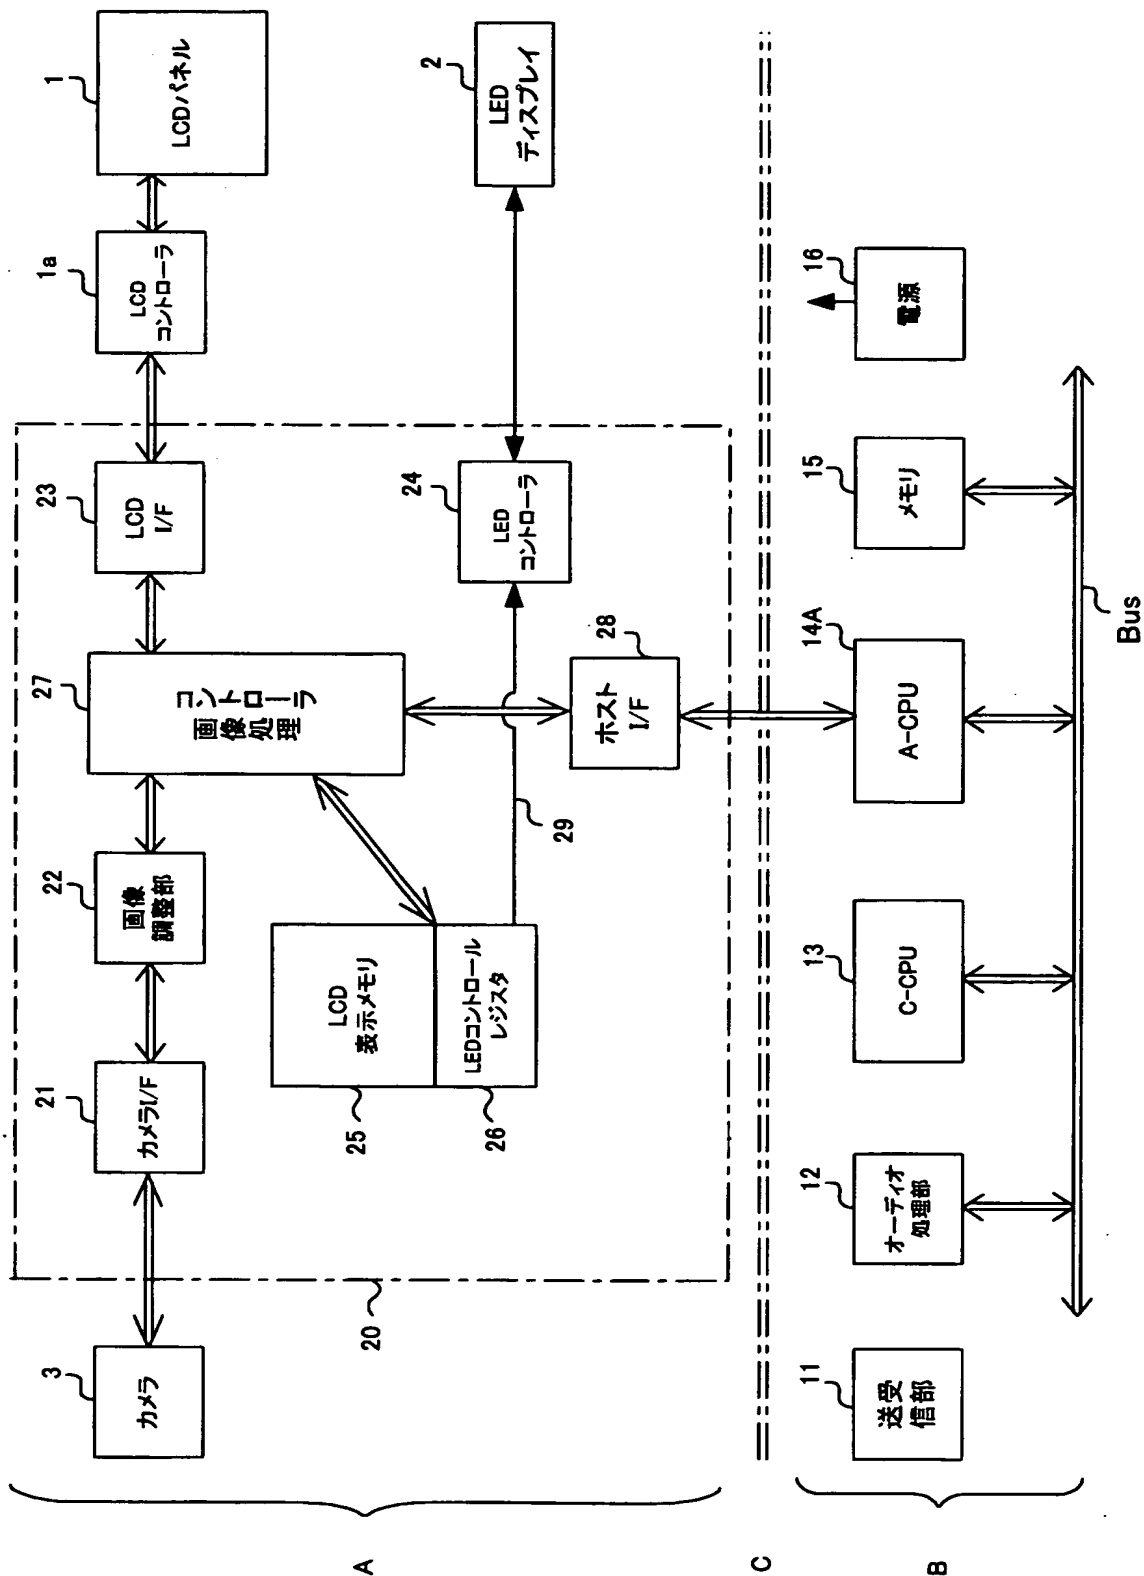 A
3
カメラ
20
21
カメラI/F
22
画像
調整部
27
コントローラ
画像処理
23
LCD
I/F
1a
LCD
コントローラ
1
LCDパネル
25
LCD
表示メモリ
26
LEDコントロール
レジスタ
29
28
ホスト
I/F
24
LED
コントローラ
2
LED
ディスプレイ
C
B
11
送受
信部
12
オーディオ
処理部
13
C-CPU
14A
A-CPU
15
メモリ
16
電源
Bus